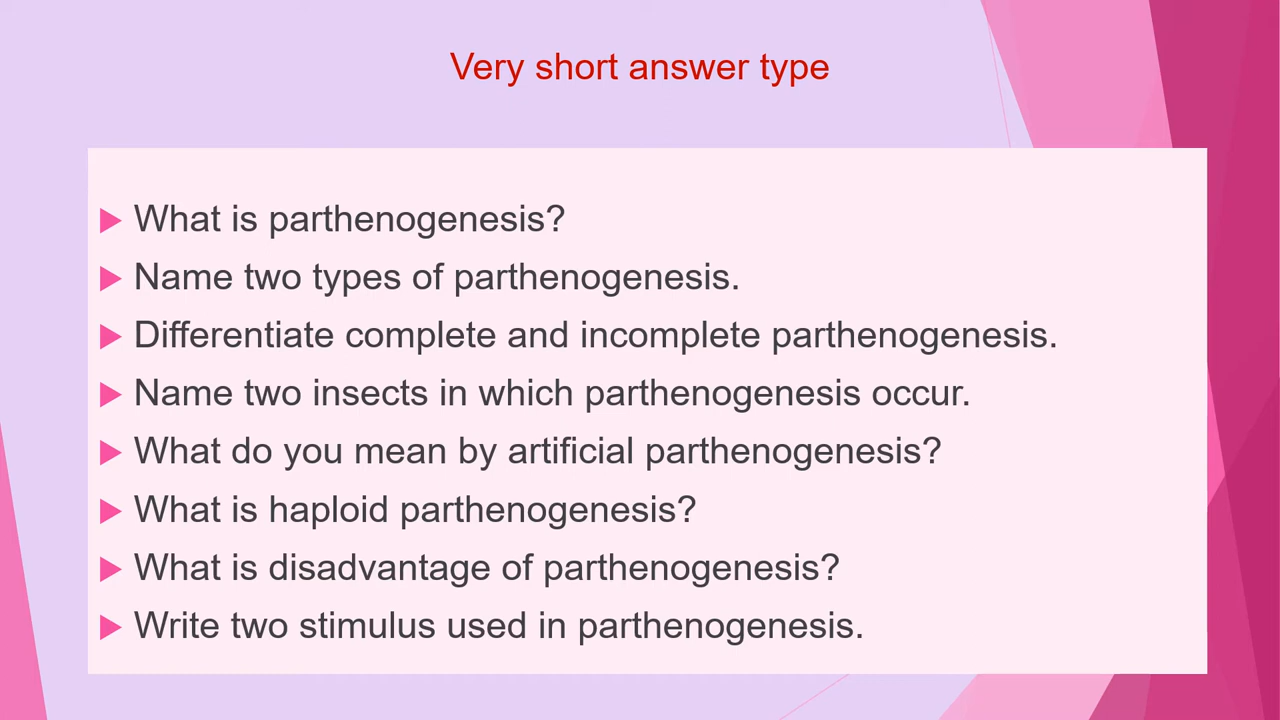 Very short answer type
What is parthenogenesis?
Name two types of parthenogenesis.
Differentiate complete and incomplete parthenogenesis.
Name two insects in which parthenogenesis occur.
What do you mean by artificial parthenogenesis?
What is haploid parthenogenesis?
What is disadvantage of parthenogenesis?
Write two stimulus used in parthenogenesis.